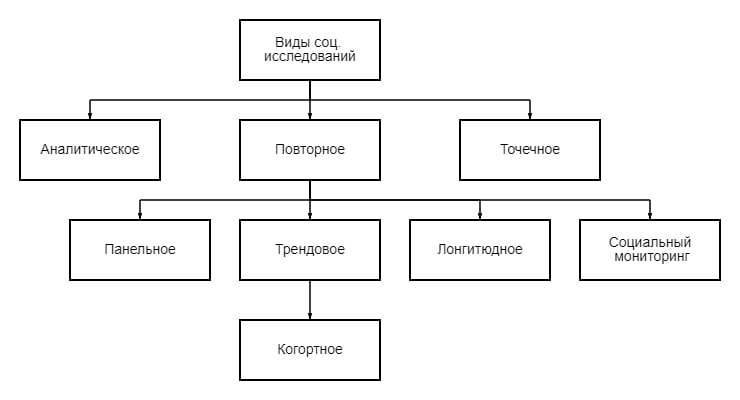 Виды соц.
исследований
Аналитическое
Повторное
Точечное
Панельное
Трендовое
Лонгитюдное
Социальный
мониторинг
Когортное